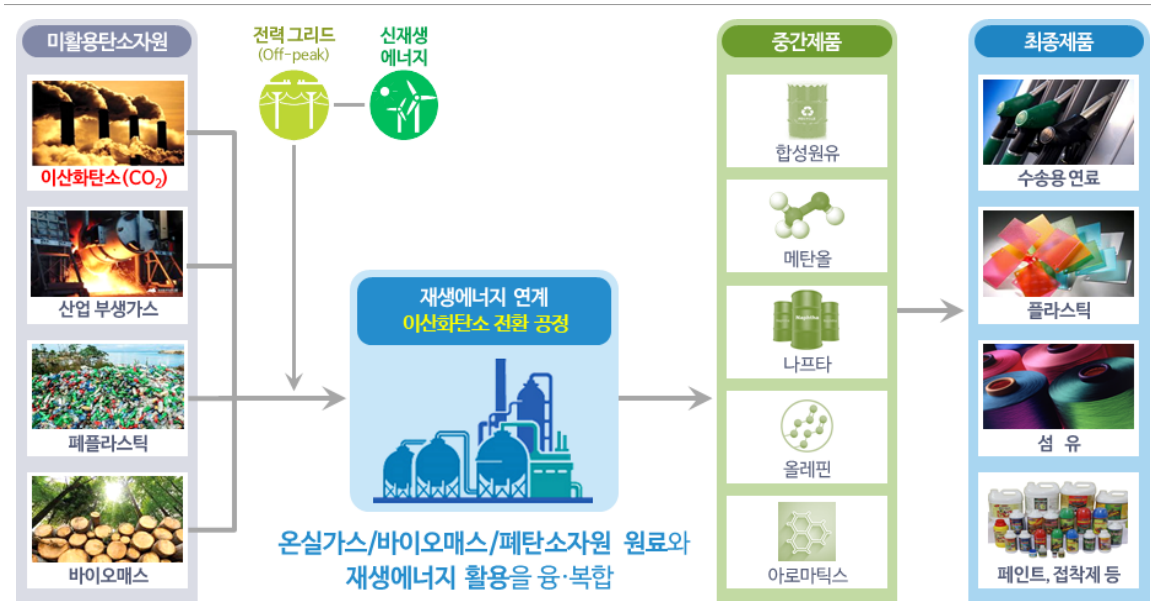 미활용탄소자원
이산화탄소(CO₂)
산업 부생가스
폐플라스틱
바이오매스
전력 그리드
(Off-peak)
신재생
에너지
재생에너지 연계
이산화탄소 전환 공정
온실가스/바이오매스/폐탄소자원 원료와
재생에너지 활용을 융·복합
중간제품
합성원유
메탄올
나프타
올레핀
아로마틱스
최종제품
수송용 연료
플라스틱
섬 유
페인트, 접착제 등